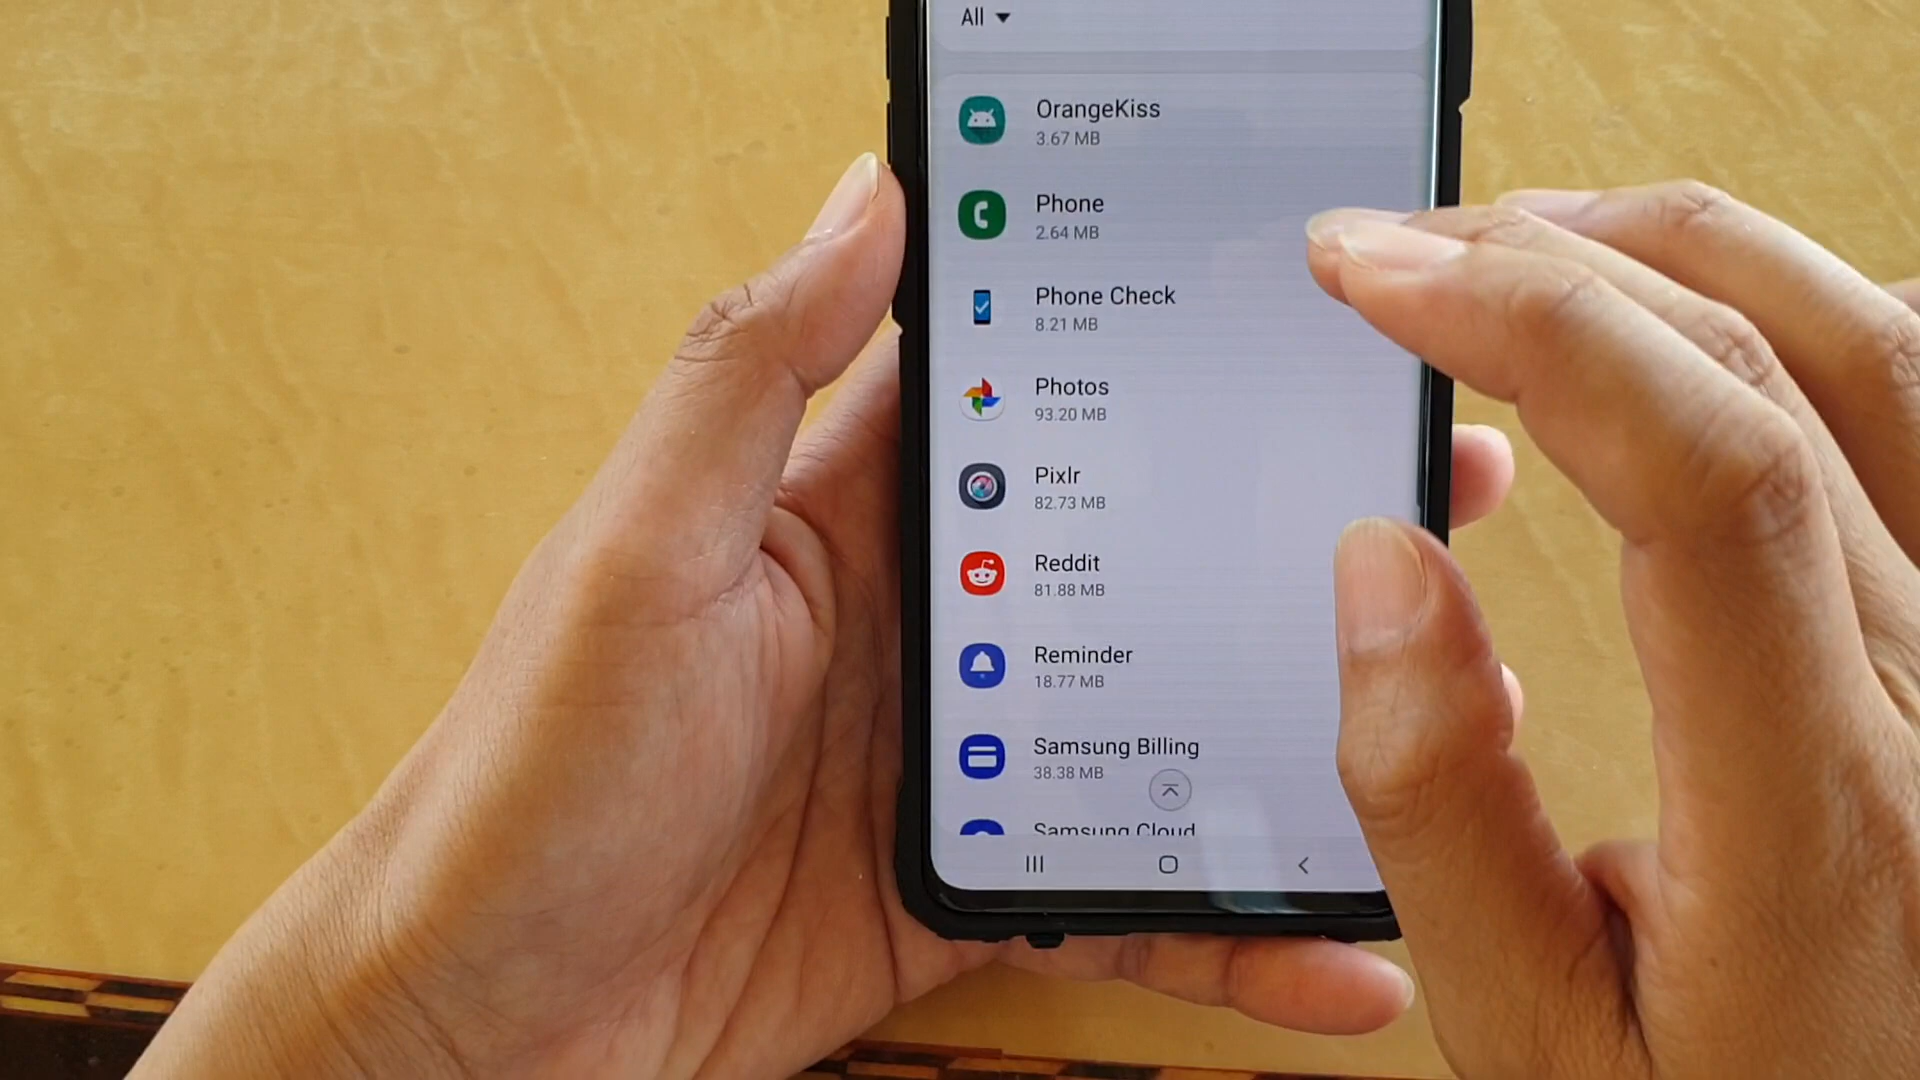 All
OrangeKiss
3.67 MB
Phone
2.64 MB
Phone Check
8.21 MB
Photos
93.20 MB
Pixlr
82.73 MB
Reddit
81.88 MB
Reminder
18.77 MB
Samsung Billing
38.38 MB
Samsung Cloud